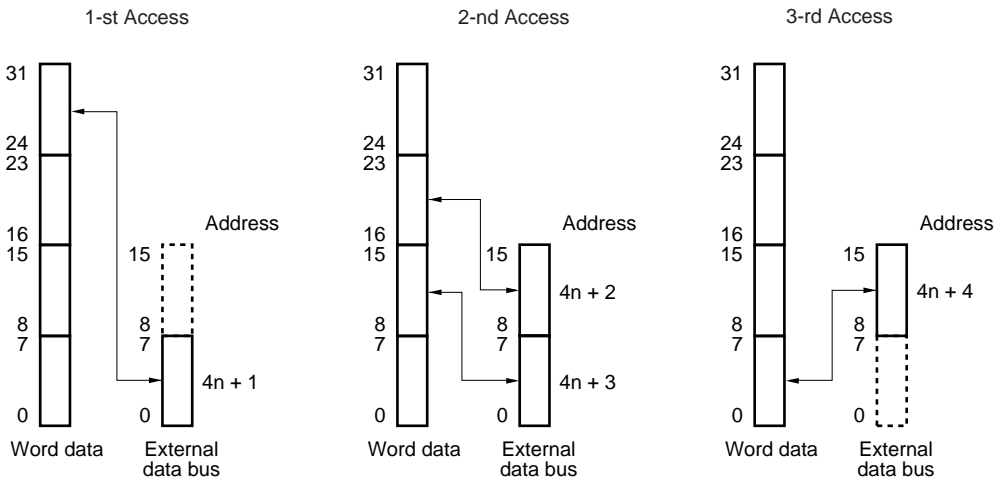 1-st Access
31
24
23
16
15
8
7
0
Word data
Address
15
8
7
0
4n + 1
External
data bus
2-nd Access
31
24
23
16
15
8
7
0
Word data
Address
15
8
7
0
4n + 2
4n + 3
External
data bus
3-rd Access
31
24
23
16
15
8
7
0
Word data
Address
15
8
7
0
4n + 4
External
data bus